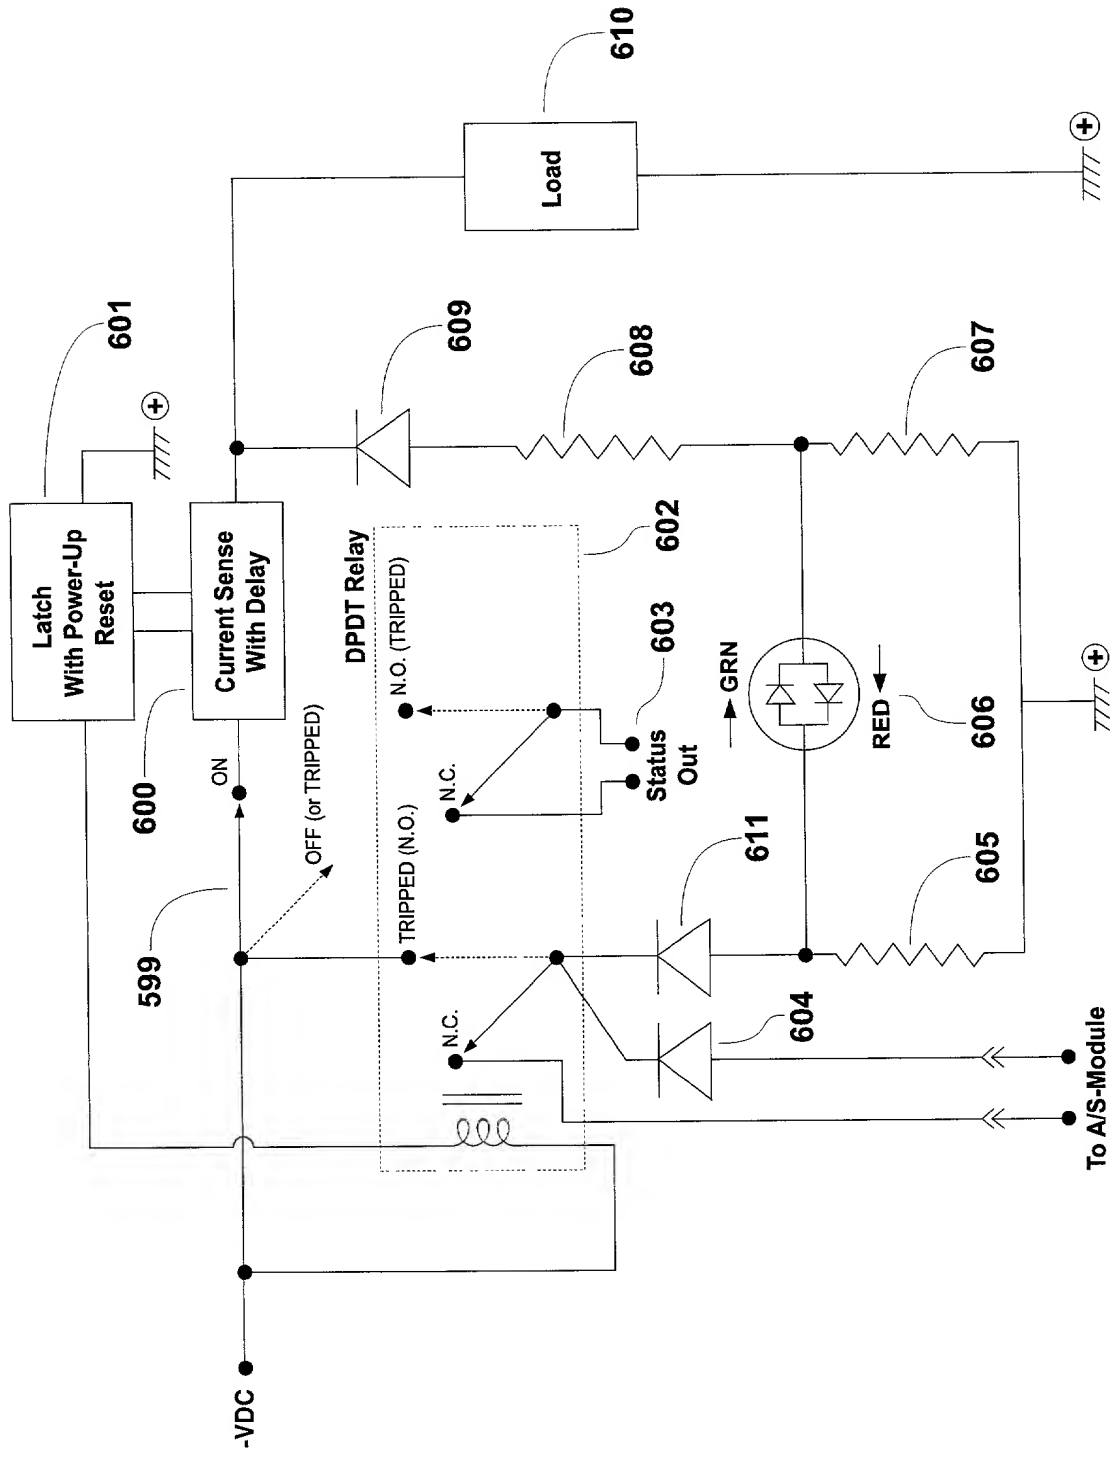 601
Latch
With Power-Up
Reset
600
Current Sense
With Delay
599
ON
OFF (or TRIPPED)
-VDC
DPDT Relay
602
TRIPPED (N.O.)
N.C.
N.O. (TRIPPED)
N.C.
603
Status
Out
609
608
607
610
Load
611
604
605
GRN
RED
606
To A/S-Module
+
+
+